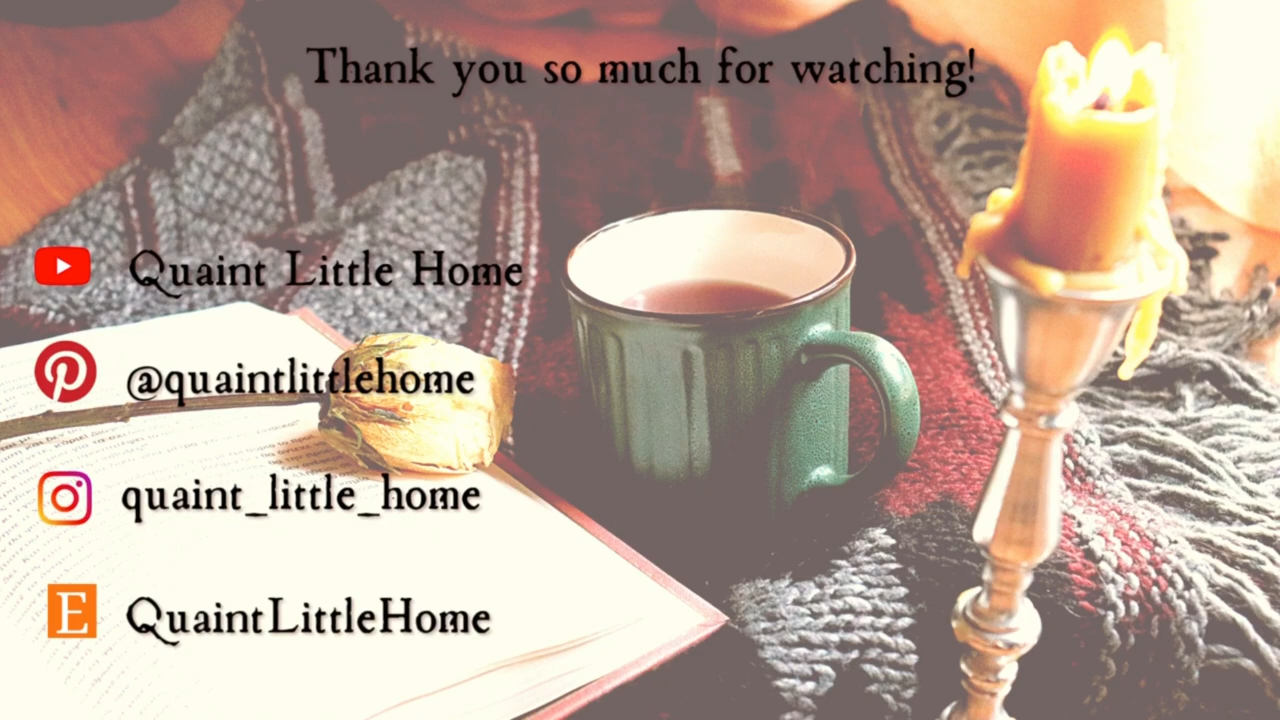 Thank you so much for watching!
Quaint Little Home
@quaintlittlehome
quaint_little_home
E QuaintLittleHome